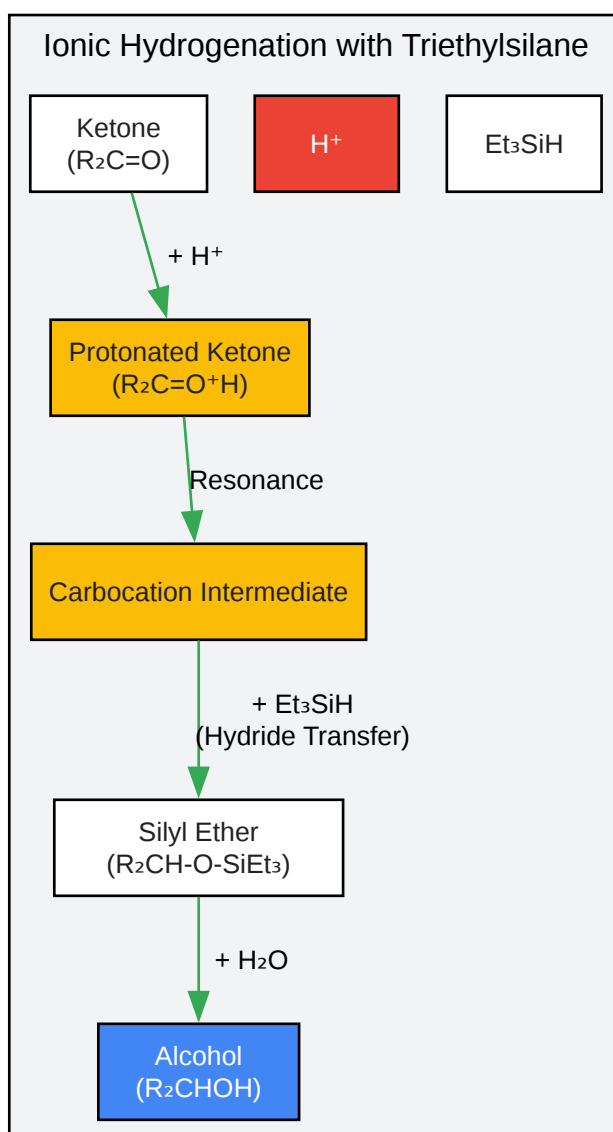 Ionic Hydrogenation with Triethylsilane
Ketone
(R₂C=O)
H⁺
Et₃SiH
+ H⁺
Protonated Ketone
(R₂C=O⁺H)
Resonance
Carbocation Intermediate
+ Et₃SiH
(Hydride Transfer)
Silyl Ether
(R₂CH-O-SiEt₃)
+ H₂O
Alcohol
(R₂CHOH)